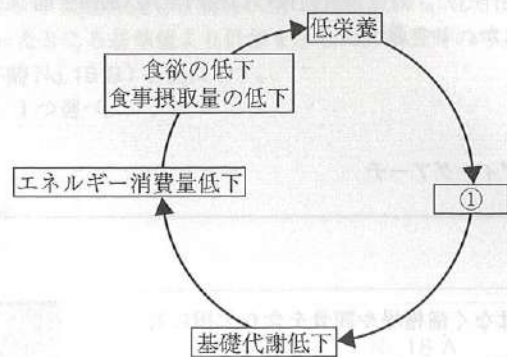 低栄養
食欲の低下
食事摂取量の低下
エネルギー消費量低下
①
基礎代謝低下